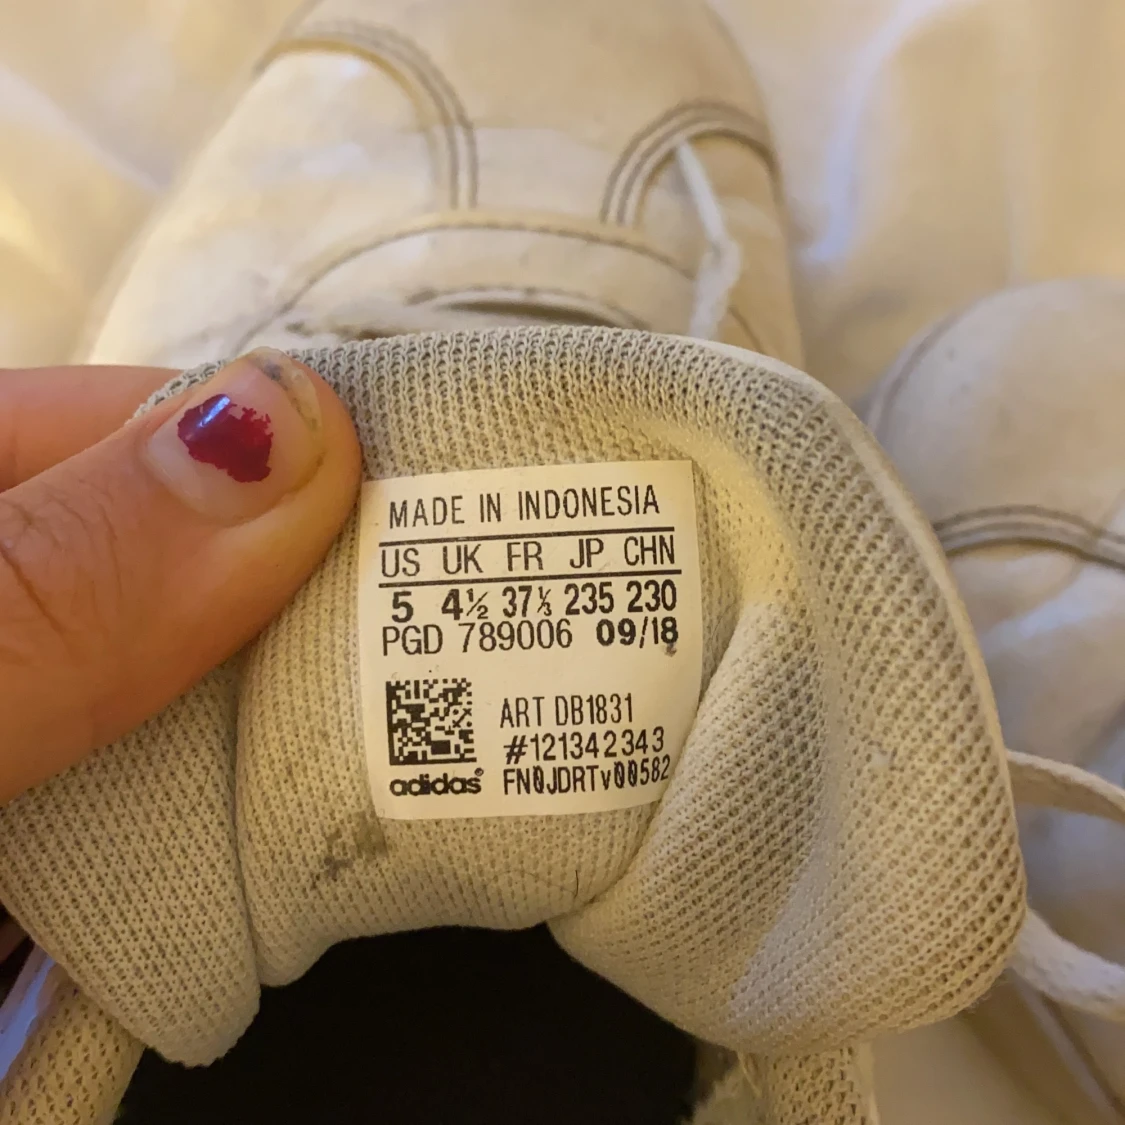 MADE IN INDONESIA
US UK FR JP CHN
5 4½ 37⅓ 235 230
PGD 789006 09/18
ART DB1831
#121342343
FN0JDRTv00582
adidas®